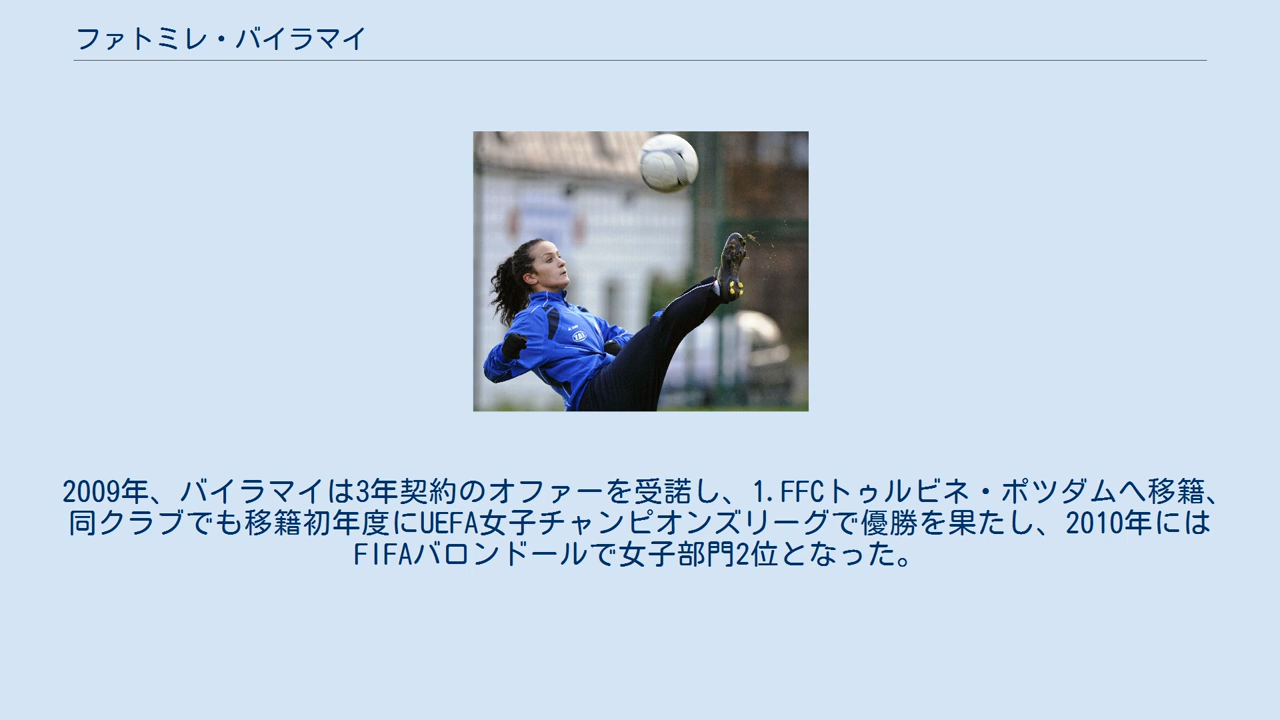 ファトミレ・バイラマイ
2009年、バイラマイは3年契約のオファーを受諾し、1.FFCトゥルビネ・ポツダムへ移籍、
同クラブでも移籍初年度にUEFA女子チャンピオンズリーグで優勝を果たし、2010年には
FIFAバロンドールで女子部門2位となった。